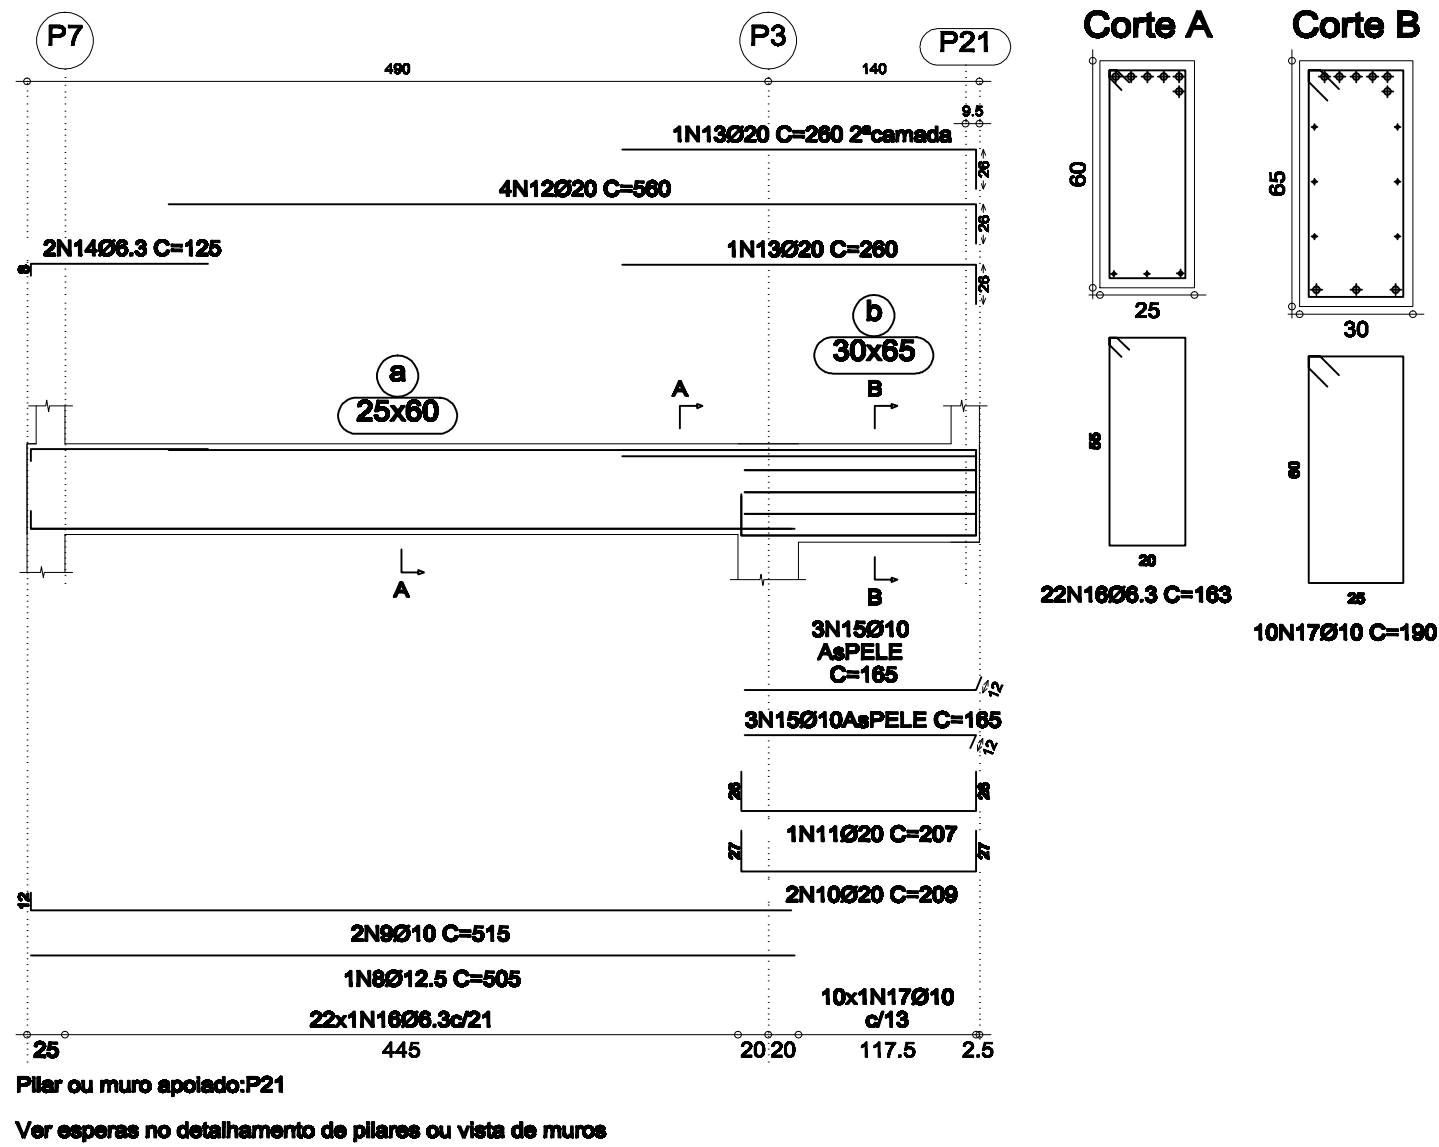 P7
P3
P21
Corte A
Corte B
490
140
9.5
1N13Ø20 C=260 2ªcamada
26
4N12Ø20 C=560
26
2N14Ø6.3 C=125
8
1N13Ø20 C=260
26
60
25
65
30
a
25x60
b
30x65
A
B
A
B
55
20
22N16Ø6.3 C=163
60
25
10N17Ø10 C=190
3N15Ø10
AsPELE
C=165
12
3N15Ø10AsPELE C=165
12
26
26
1N11Ø20 C=207
27
27
2N10Ø20 C=209
12
2N9Ø10 C=515
1N8Ø12.5 C=505
22x1N16Ø6.3c/21
10x1N17Ø10
c/13
25
445
20 20
117.5
2.5
Pilar ou muro apoiado:P21
Ver esperas no detalhamento de pilares ou vista de muros